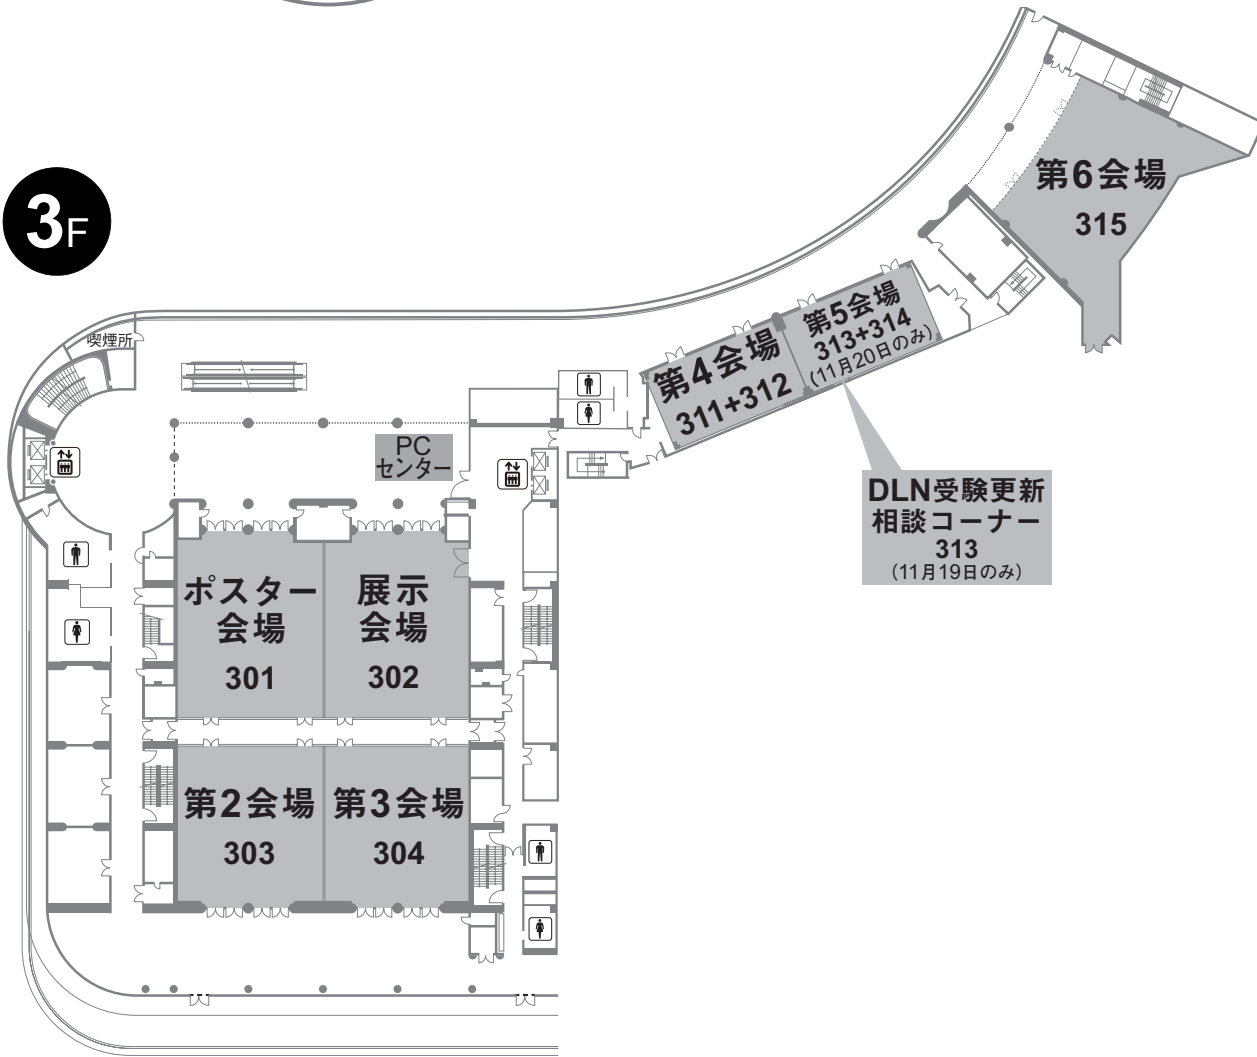 3F
喫煙所
PC
センター
第6会場
315
第5会場
313+314
(11月20日のみ)
第4会場
311+312
DLN受験更新
相談コーナー
313
(11月19日のみ)
ポスター
会場
301
展示
会場
302
第2会場
303
第3会場
304